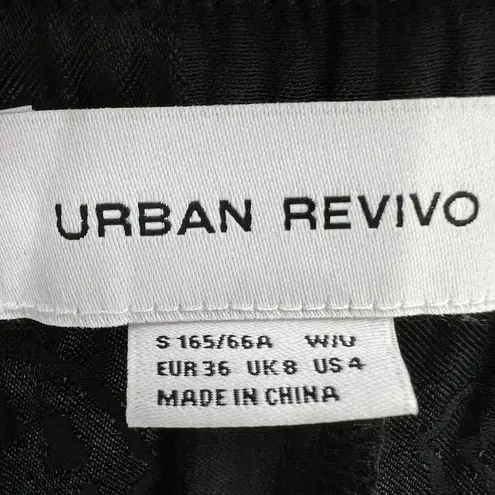 URBAN REVIVO
S 165/66A W/U
EUR 36 UK 8 US 4
MADE IN CHINA